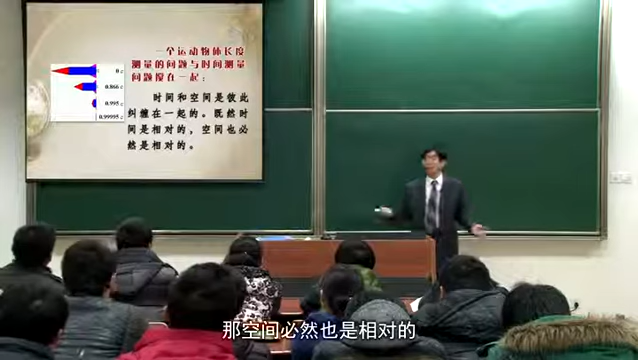 一个运动物体长度
测量的问题与时间测量
问题搅在一起：
0 c
0.866 c
0.995 c
0.99995 c
时间和空间是彼此
纠缠在一起的。既然时
间是相对的，空间也必
然是相对的。
那空间必然也是相对的